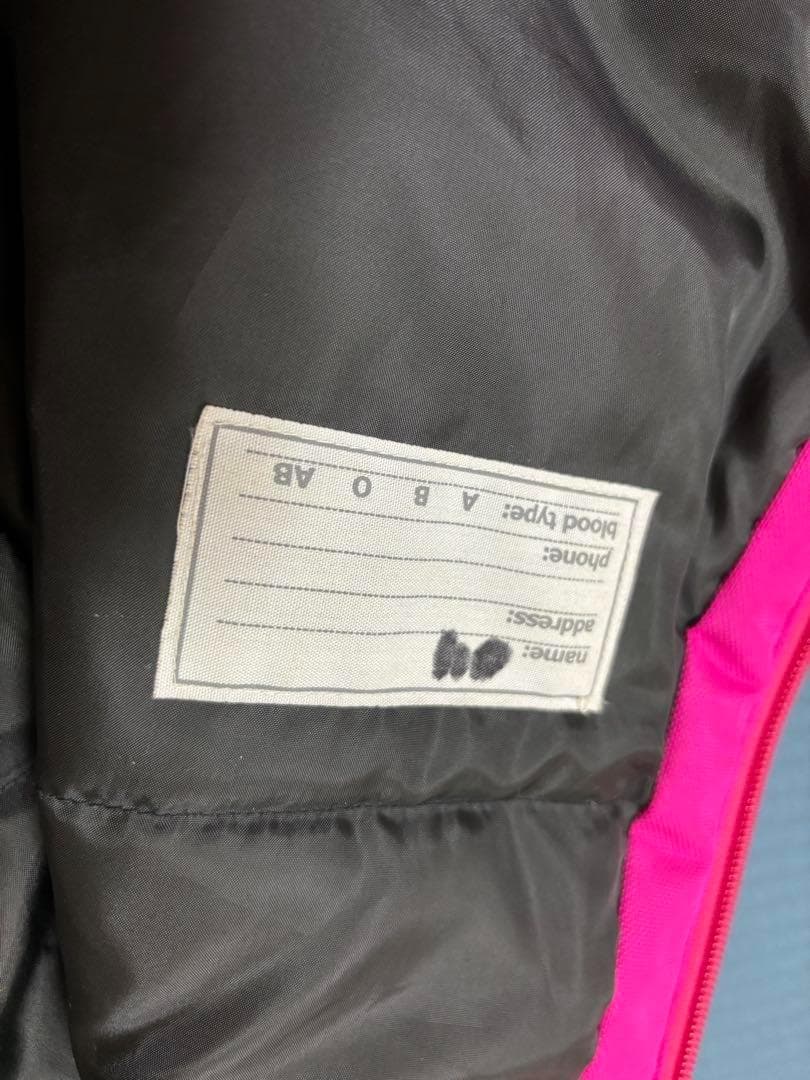 name:
address:
phone:
blood type: A B O AB